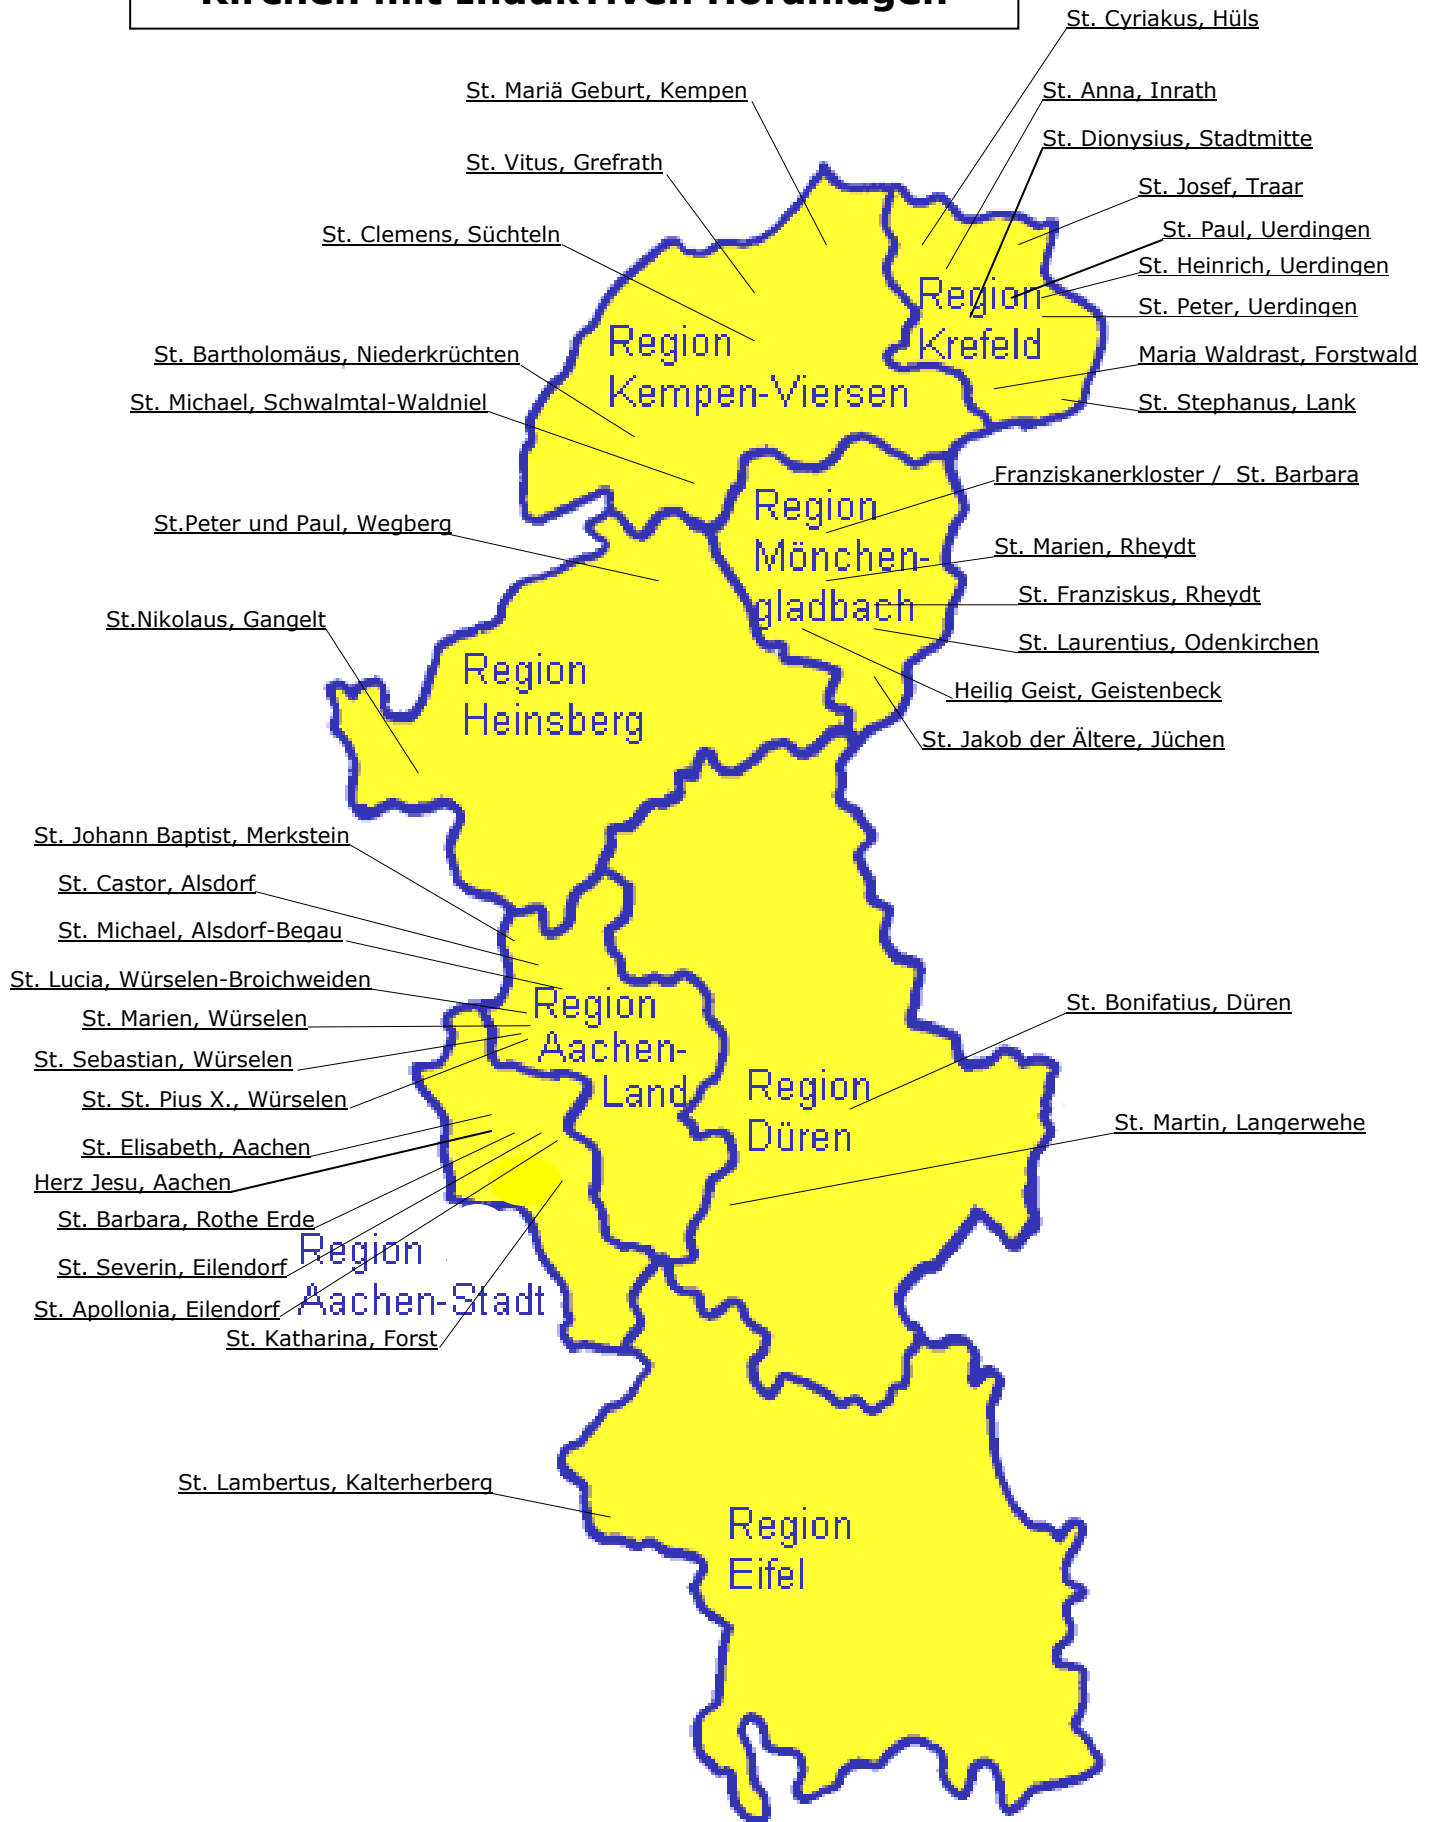 Kirchen mit Induktiven Höranlagen
St. Cyriakus, Hüls
St. Mariä Geburt, Kempen
St. Anna, Inrath
St. Dionysius, Stadtmitte
St. Vitus, Grefrath
St. Josef, Traar
St. Clemens, Süchteln
St. Paul, Uerdingen
St. Heinrich, Uerdingen
Region
Krefeld
St. Peter, Uerdingen
Region
Kempen-Viersen
St. Bartholomäus, Niederkrüchten
Maria Waldrast, Forstwald
St. Michael, Schwalmtal-Waldniel
St. Stephanus, Lank
Franziskanerkloster / St. Barbara
Region
Mönchen-
gladbach
St.Peter und Paul, Wegberg
St. Marien, Rheydt
St. Franziskus, Rheydt
St.Nikolaus, Gangelt
St. Laurentius, Odenkirchen
Region
Heinsberg
Heilig Geist, Geistenbeck
St. Jakob der Ältere, Jüchen
St. Johann Baptist, Merkstein
St. Castor, Alsdorf
St. Michael, Alsdorf-Begau
St. Lucia, Würselen-Broichweiden
Region
Aachen-
Land
St. Bonifatius, Düren
St. Marien, Würselen
St. Sebastian, Würselen
Region
Düren
St. St. Pius X., Würselen
St. Martin, Langerwehe
St. Elisabeth, Aachen
Herz Jesu, Aachen
St. Barbara, Rothe Erde
Region
Aachen-Stadt
St. Severin, Eilendorf
St. Apollonia, Eilendorf
St. Katharina, Forst
St. Lambertus, Kalterherberg
Region
Eifel